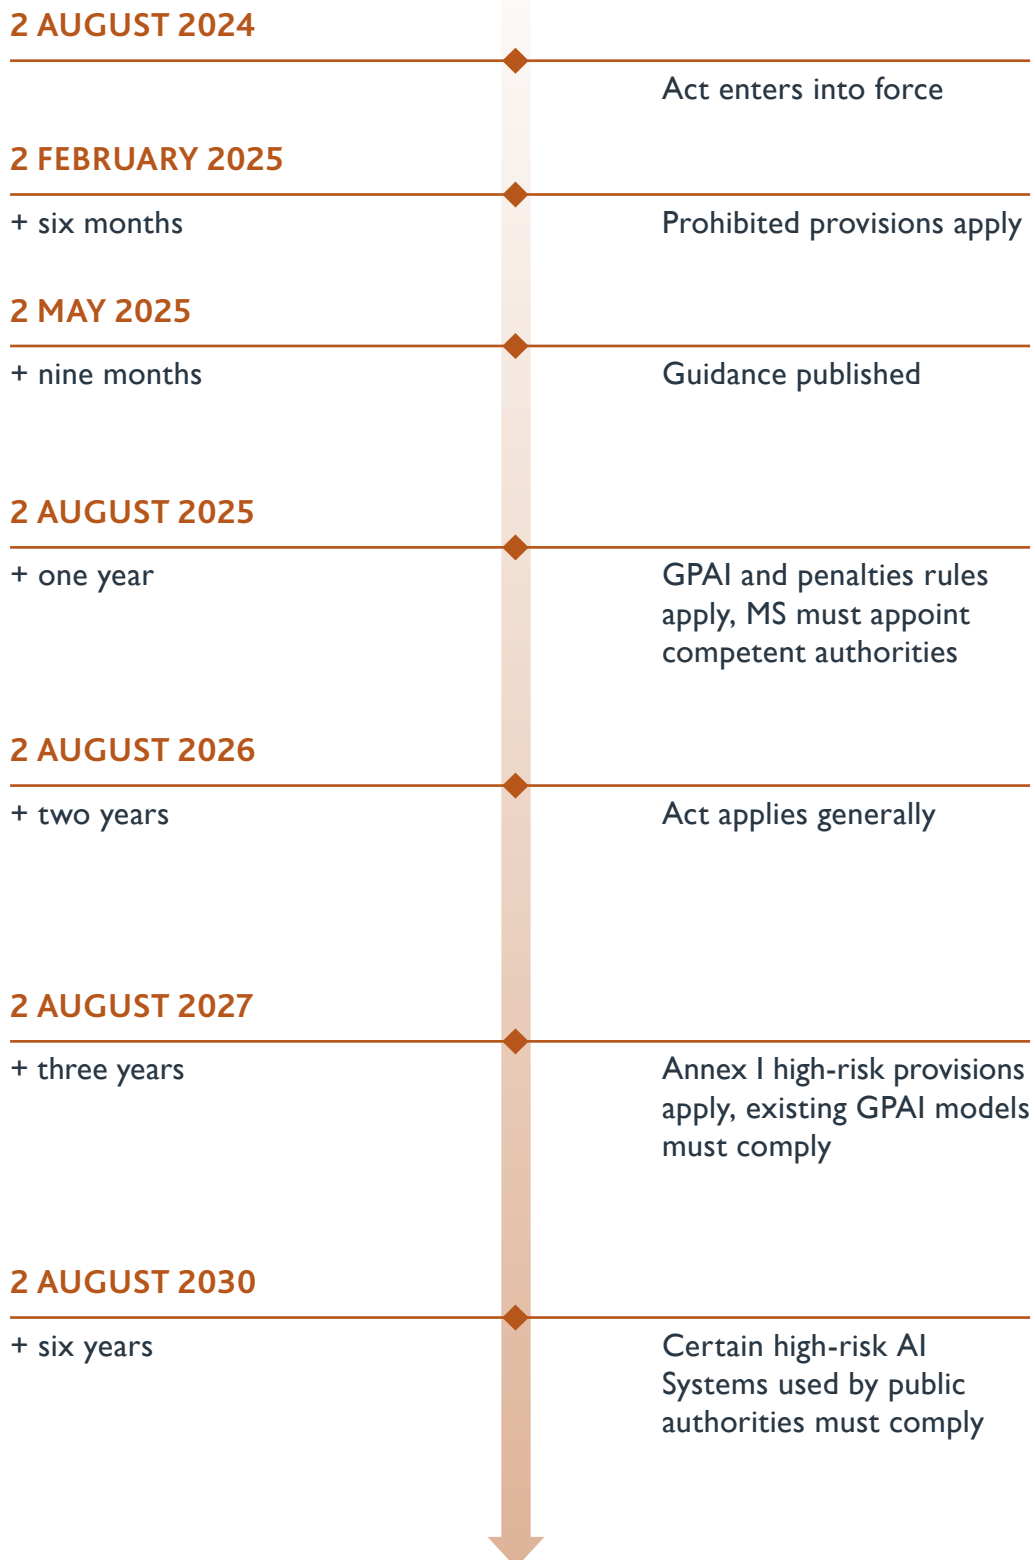 2 AUGUST 2024
Act enters into force
2 FEBRUARY 2025
+ six months
Prohibited provisions apply
2 MAY 2025
+ nine months
Guidance published
2 AUGUST 2025
+ one year
GPAI and penalties rules
apply, MS must appoint
competent authorities
2 AUGUST 2026
+ two years
Act applies generally
2 AUGUST 2027
+ three years
Annex I high-risk provisions
apply, existing GPAI models
must comply
2 AUGUST 2030
+ six years
Certain high-risk AI
Systems used by public
authorities must comply